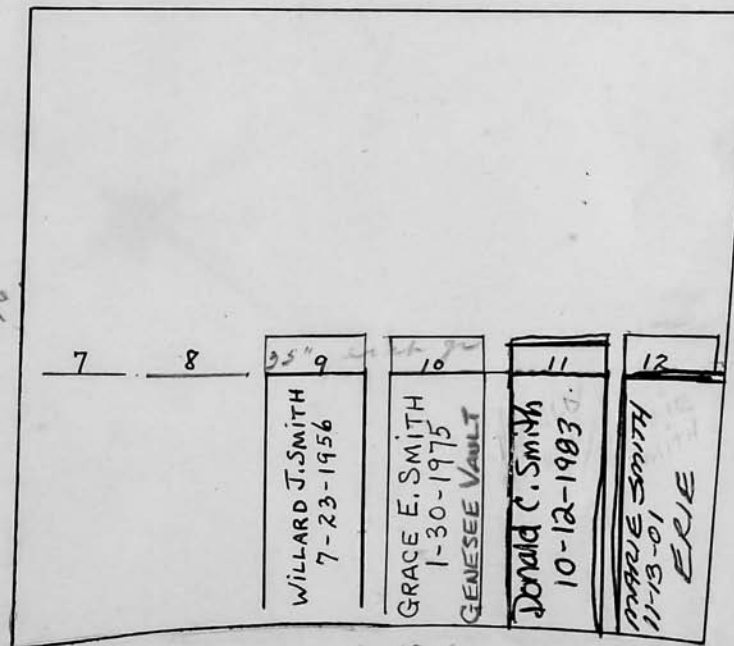 7 8 35" 9 10 11 12
WILLARD J. SMITH
7-23-1956
GRACE E. SMITH
1-30-1975
GENESEE VAULT
Donald C. Smith
10-12-1983
MARIE SMITH
11-13-01
ERIE